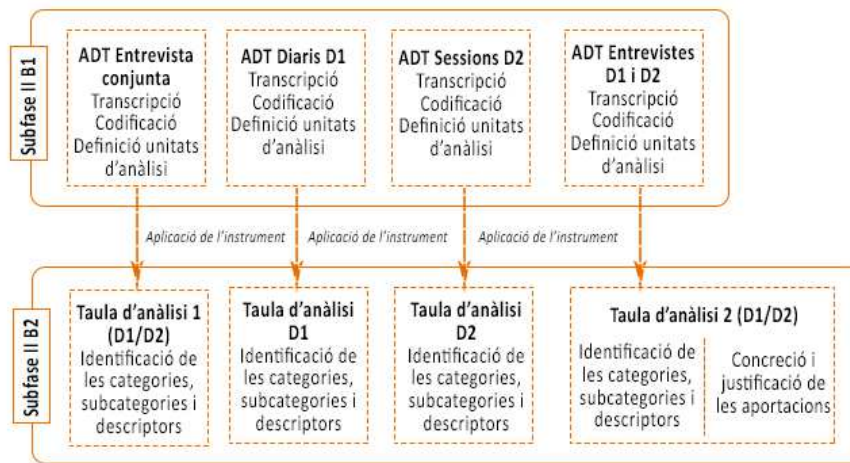 Subfase II B1
ADT Entrevista
conjunta
Transcripció
Codificació
Definició unitats
d'anàlisi
ADT Diaris D1
Transcripció
Codificació
Definició unitats
d'anàlisi
ADT Sessions D2
Transcripció
Codificació
Definició unitats
d'anàlisi
ADT Entrevistes
D1 i D2
Transcripció
Codificació
Definició unitats
d'anàlisi
Aplicació de l'instrument
Aplicació de l'instrument
Aplicació de l'instrument
Subfase II B2
Taula d'anàlisi 1
(D1/D2)
Identificació de
les categories,
subcategories i
descriptors
Taula d'anàlisi
D1
Identificació de
les categories,
subcategories i
descriptors
Taula d'anàlisi
D2
Identificació de
les categories,
subcategories i
descriptors
Taula d'anàlisi 2 (D1/D2)
Identificació de
les categories,
subcategories i
descriptors
Concreció i
justificació de
les aportacions